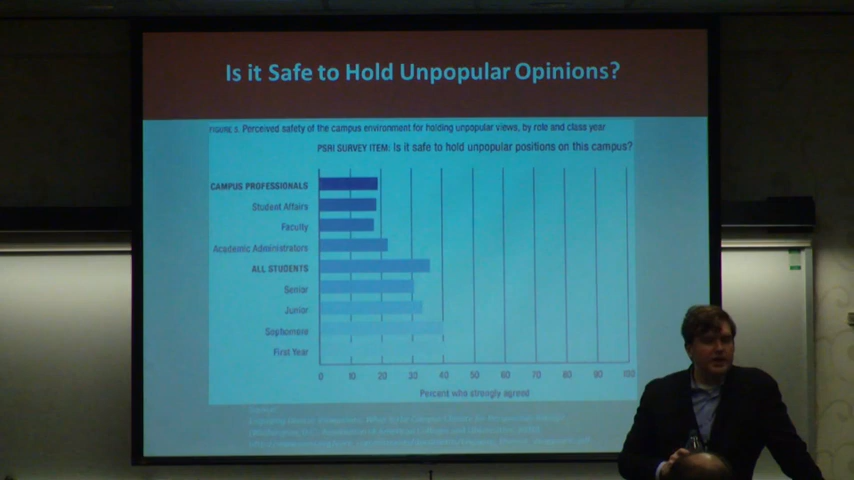 Is it Safe to Hold Unpopular Opinions?
FIGURE 5. Perceived safety of the campus environment for holding unpopular views, by role and class year
PSRI SURVEY ITEM: Is it safe to hold unpopular positions on this campus?
CAMPUS PROFESSIONALS
Student Affairs
Faculty
Academic Administrators
ALL STUDENTS
Senior
Junior
Sophomore
First Year
0 10 20 30 40 50 60 70 80 90 100
Percent who strongly agreed